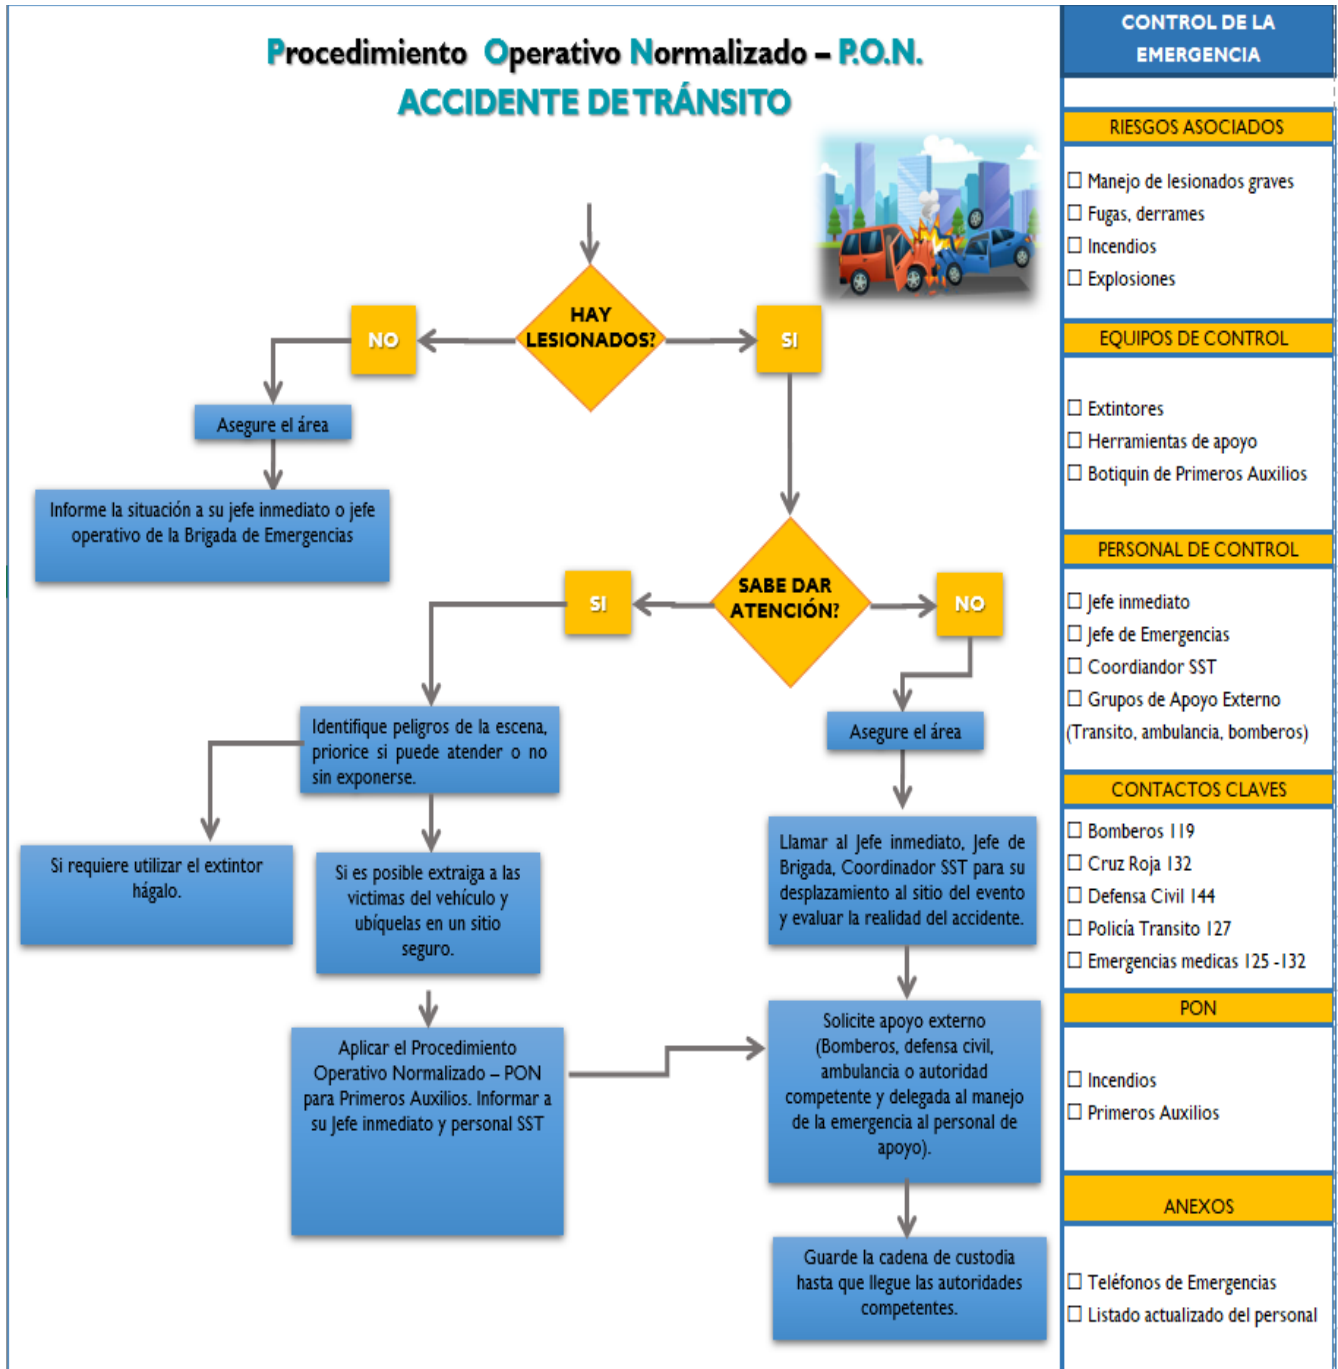 Procedimiento Operativo Normalizado – P.O.N.
ACCIDENTE DE TRÁNSITO
HAY
LESIONADOS?
NO
SI
Asegure el área
Informe la situación a su jefe inmediato o jefe
operativo de la Brigada de Emergencias
SABE DAR
ATENCIÓN?
SI
NO
Identifique peligros de la escena,
priorice si puede atender o no
sin exponerse.
Asegure el área
Si requiere utilizar el extintor
hágalo.
Si es posible extraiga a las
victimas del vehículo y
ubíquelas en un sitio
seguro.
Llamar al Jefe inmediato, Jefe de
Brigada, Coordinador SST para su
desplazamiento al sitio del evento
y evaluar la realidad del accidente.
Aplicar el Procedimiento
Operativo Normalizado – PON
para Primeros Auxilios. Informar a
su Jefe inmediato y personal SST
Solicite apoyo externo
(Bomberos, defensa civil,
ambulancia o autoridad
competente y delegada al manejo
de la emergencia al personal de
apoyo).
Guarde la cadena de custodia
hasta que llegue las autoridades
competentes.
CONTROL DE LA
EMERGENCIA
RIESGOS ASOCIADOS
☐ Manejo de lesionados graves
☐ Fugas, derrames
☐ Incendios
☐ Explosiones
EQUIPOS DE CONTROL
☐ Extintores
☐ Herramientas de apoyo
☐ Botiquin de Primeros Auxilios
PERSONAL DE CONTROL
☐ Jefe inmediato
☐ Jefe de Emergencias
☐ Coordiandor SST
☐ Grupos de Apoyo Externo
(Transito, ambulancia, bomberos)
CONTACTOS CLAVES
☐ Bomberos 119
☐ Cruz Roja 132
☐ Defensa Civil 144
☐ Policía Transito 127
☐ Emergencias medicas 125 -132
PON
☐ Incendios
☐ Primeros Auxilios
ANEXOS
☐ Teléfonos de Emergencias
☐ Listado actualizado del personal